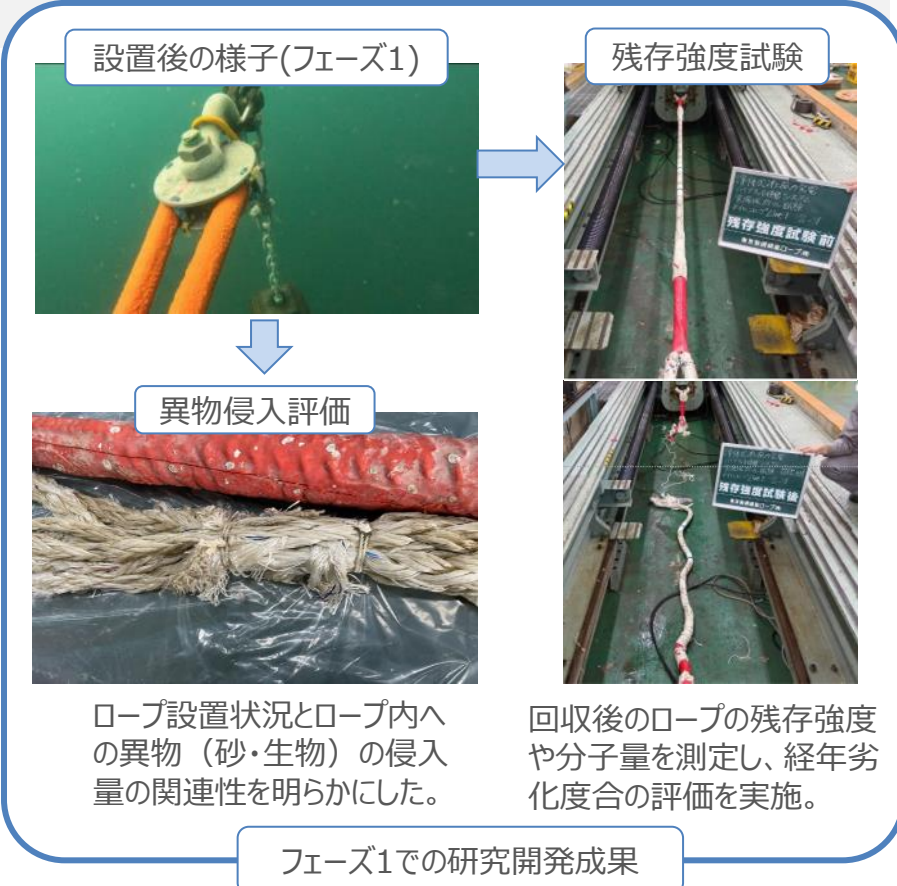 設置後の様子(フェーズ1)
残存強度試験
残存強度試験前
異物侵入評価
残存強度試験後
ロープ設置状況とロープ内へ
の異物（砂・生物）の侵入
量の関連性を明らかにした。
回収後のロープの残存強度
や分子量を測定し、経年劣
化度合の評価を実施。
フェーズ1での研究開発成果